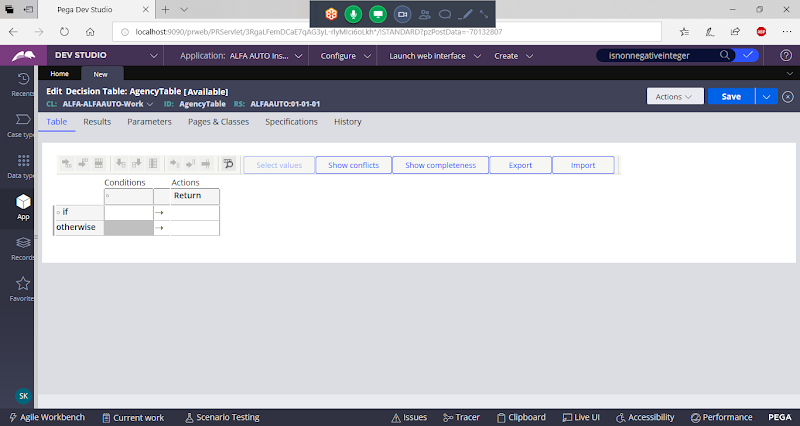 Pega Dev Studio
localhost:9090/prweb/PRServlet/3RgaLFemDCaE7qAG3yL-rlyMIci6oLkh*/!STANDARD?pzPostData=-70132807
DEV STUDIO
Application: ALFA AUTO Ins...
Configure
Launch web interface
Create
isnonnegativeinteger
Home
New
Edit Decision Table: AgencyTable [Available]
CL: ALFA-ALFAAUTO-Work ID: AgencyTable RS: ALFAAUTO:01-01-01
Actions
Save
Table
Results
Parameters
Pages & Classes
Specifications
History
Recents
Case type
Data type
App
Records
Favorite
Select values
Show conflicts
Show completeness
Export
Import
Conditions
Actions
Return
if
otherwise
SK
Agile Workbench
Current work
Scenario Testing
Issues
Tracer
Clipboard
Live UI
Accessibility
Performance
PEGA